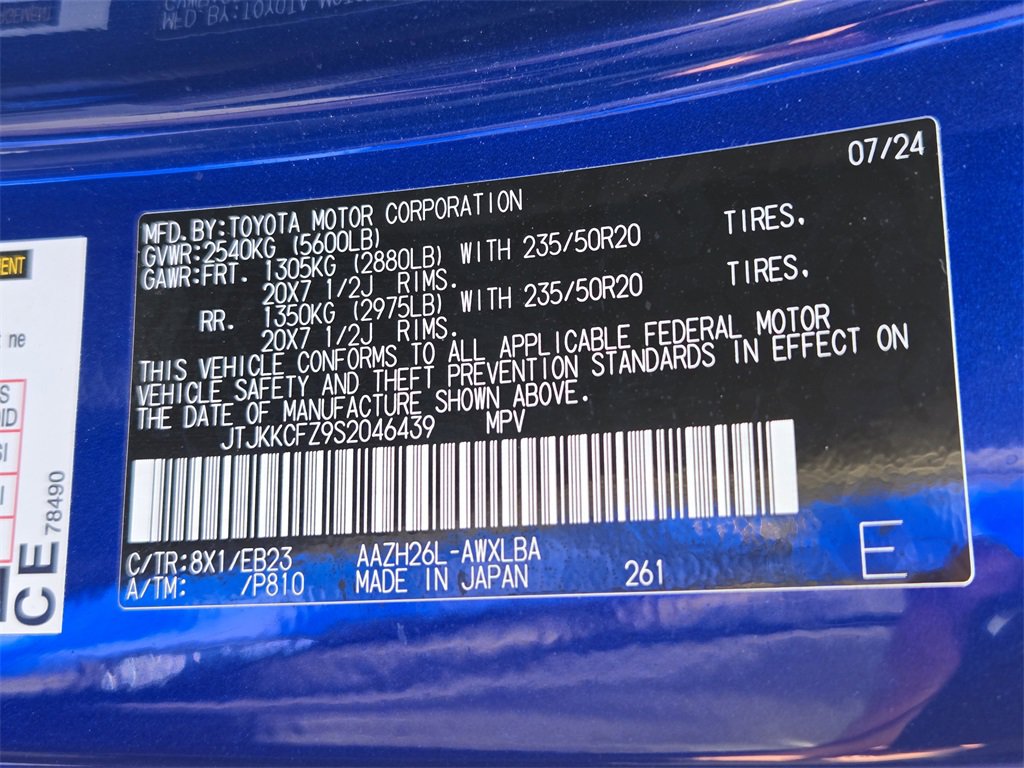 07/24
MFD.BY:TOYOTA MOTOR CORPORATION
GVWR:2540KG (5600LB)
GAWR:FRT. 1305KG (2880LB) WITH 235/50R20 TIRES,
20X7 1/2J RIMS.
RR. 1350KG (2975LB) WITH 235/50R20 TIRES,
20X7 1/2J RIMS.
THIS VEHICLE CONFORMS TO ALL APPLICABLE FEDERAL MOTOR
VEHICLE SAFETY AND THEFT PREVENTION STANDARDS IN EFFECT ON
THE DATE OF MANUFACTURE SHOWN ABOVE.
JTJKKCFZ9S2046439 MPV
C/TR:8X1/EB23 AAZH26L-AWXLBA
A/TM: /P810 MADE IN JAPAN 261
E
ne
CE 78490